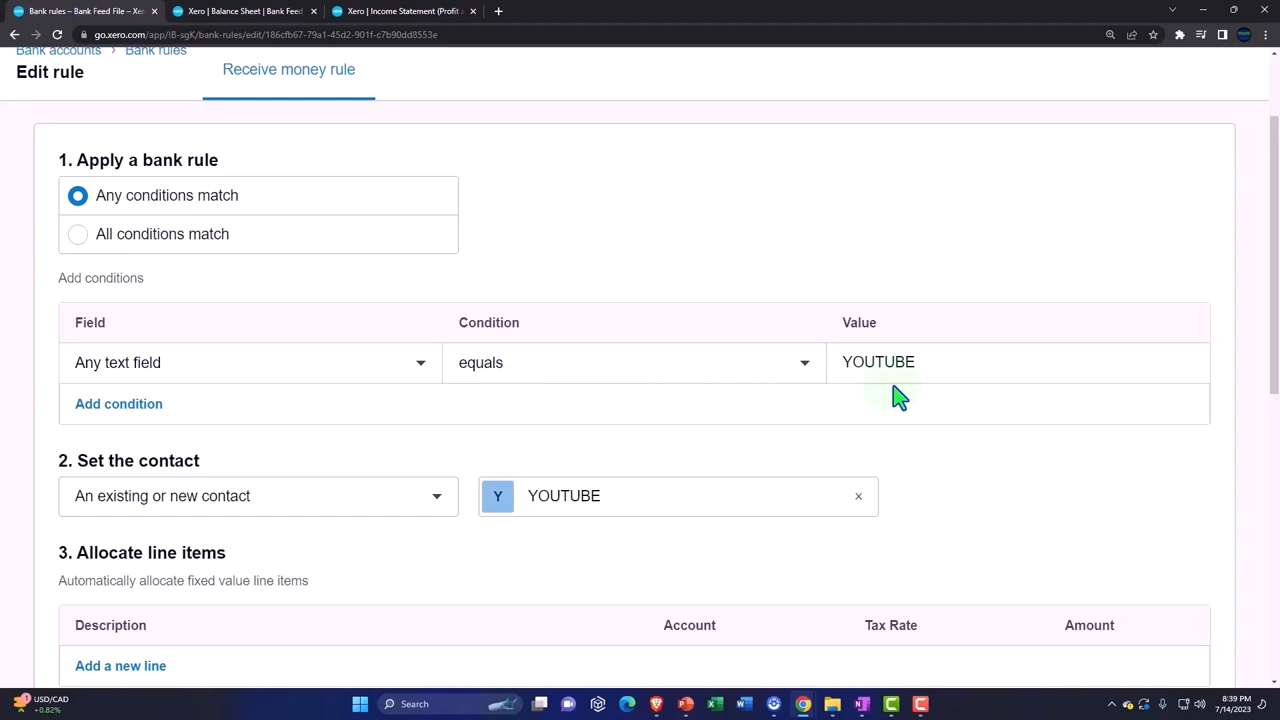 Bank rules – Bank Feed – Xer
Xero | Balance Sheet | Bank Feed
Xero | Income Statement (Profit a
go.xero.com/app/!B-sgK/bank-rules/edit/186cfb67-79a1-45d2-901f-c7b90dd8553e
Bank accounts > Bank rules
Edit rule
Receive money rule
1. Apply a bank rule
Any conditions match
All conditions match
Add conditions
Field Condition Value
Any text field equals YOUTUBE
Add condition
2. Set the contact
An existing or new contact Y YOUTUBE ×
3. Allocate line items
Automatically allocate fixed value line items
Description Account Tax Rate Amount
Add a new line
USD/CAD
+0.82%
Search
8:39 PM
7/14/2023